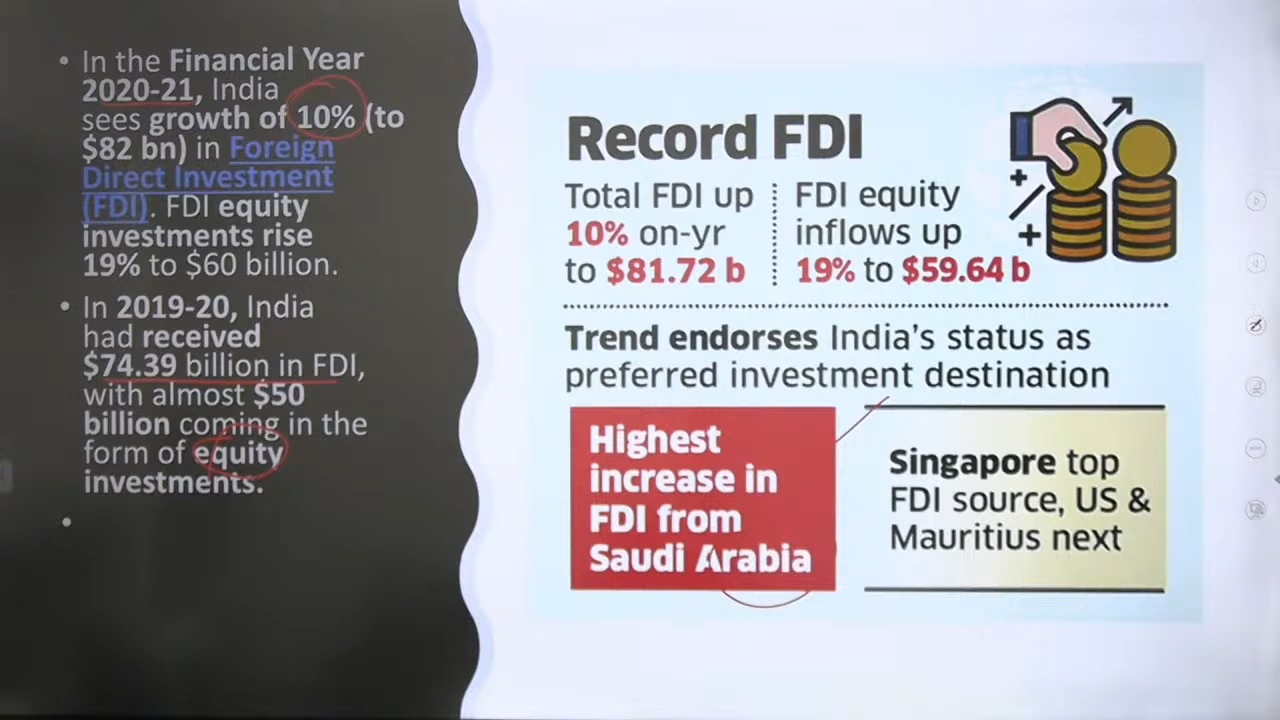 • In the Financial Year
2020-21, India
sees growth of 10% (to
$82 bn) in Foreign
Direct Investment
(FDI). FDI equity
investments rise
19% to $60 billion.
• In 2019-20, India
had received
$74.39 billion in FDI,
with almost $50
billion coming in the
form of equity
investments.
•
Record FDI
Total FDI up
10% on-yr
to $81.72 b
FDI equity
inflows up
19% to $59.64 b
Trend endorses India's status as
preferred investment destination
Highest
increase in
FDI from
Saudi Arabia
Singapore top
FDI source, US &
Mauritius next